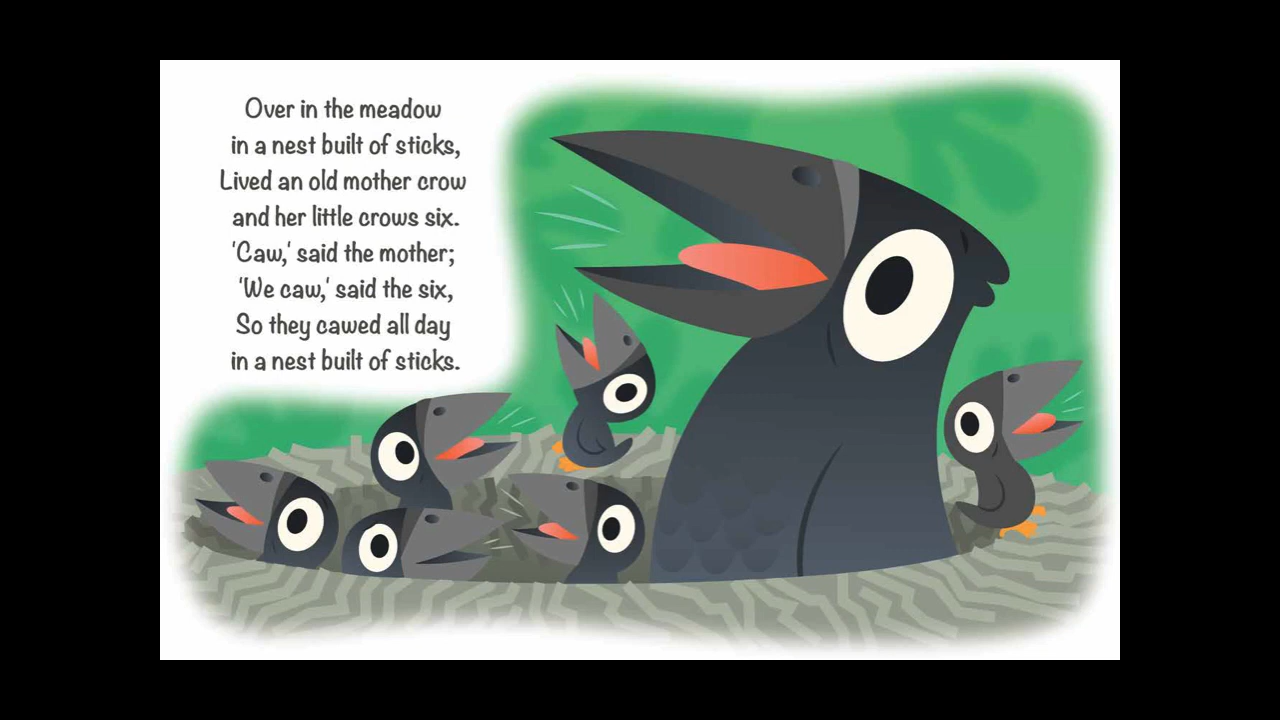 Over in the meadow
in a nest built of sticks,
Lived an old mother crow
and her little crows six.
'Caw,' said the mother;
'We caw,' said the six,
So they cawed all day
in a nest built of sticks.